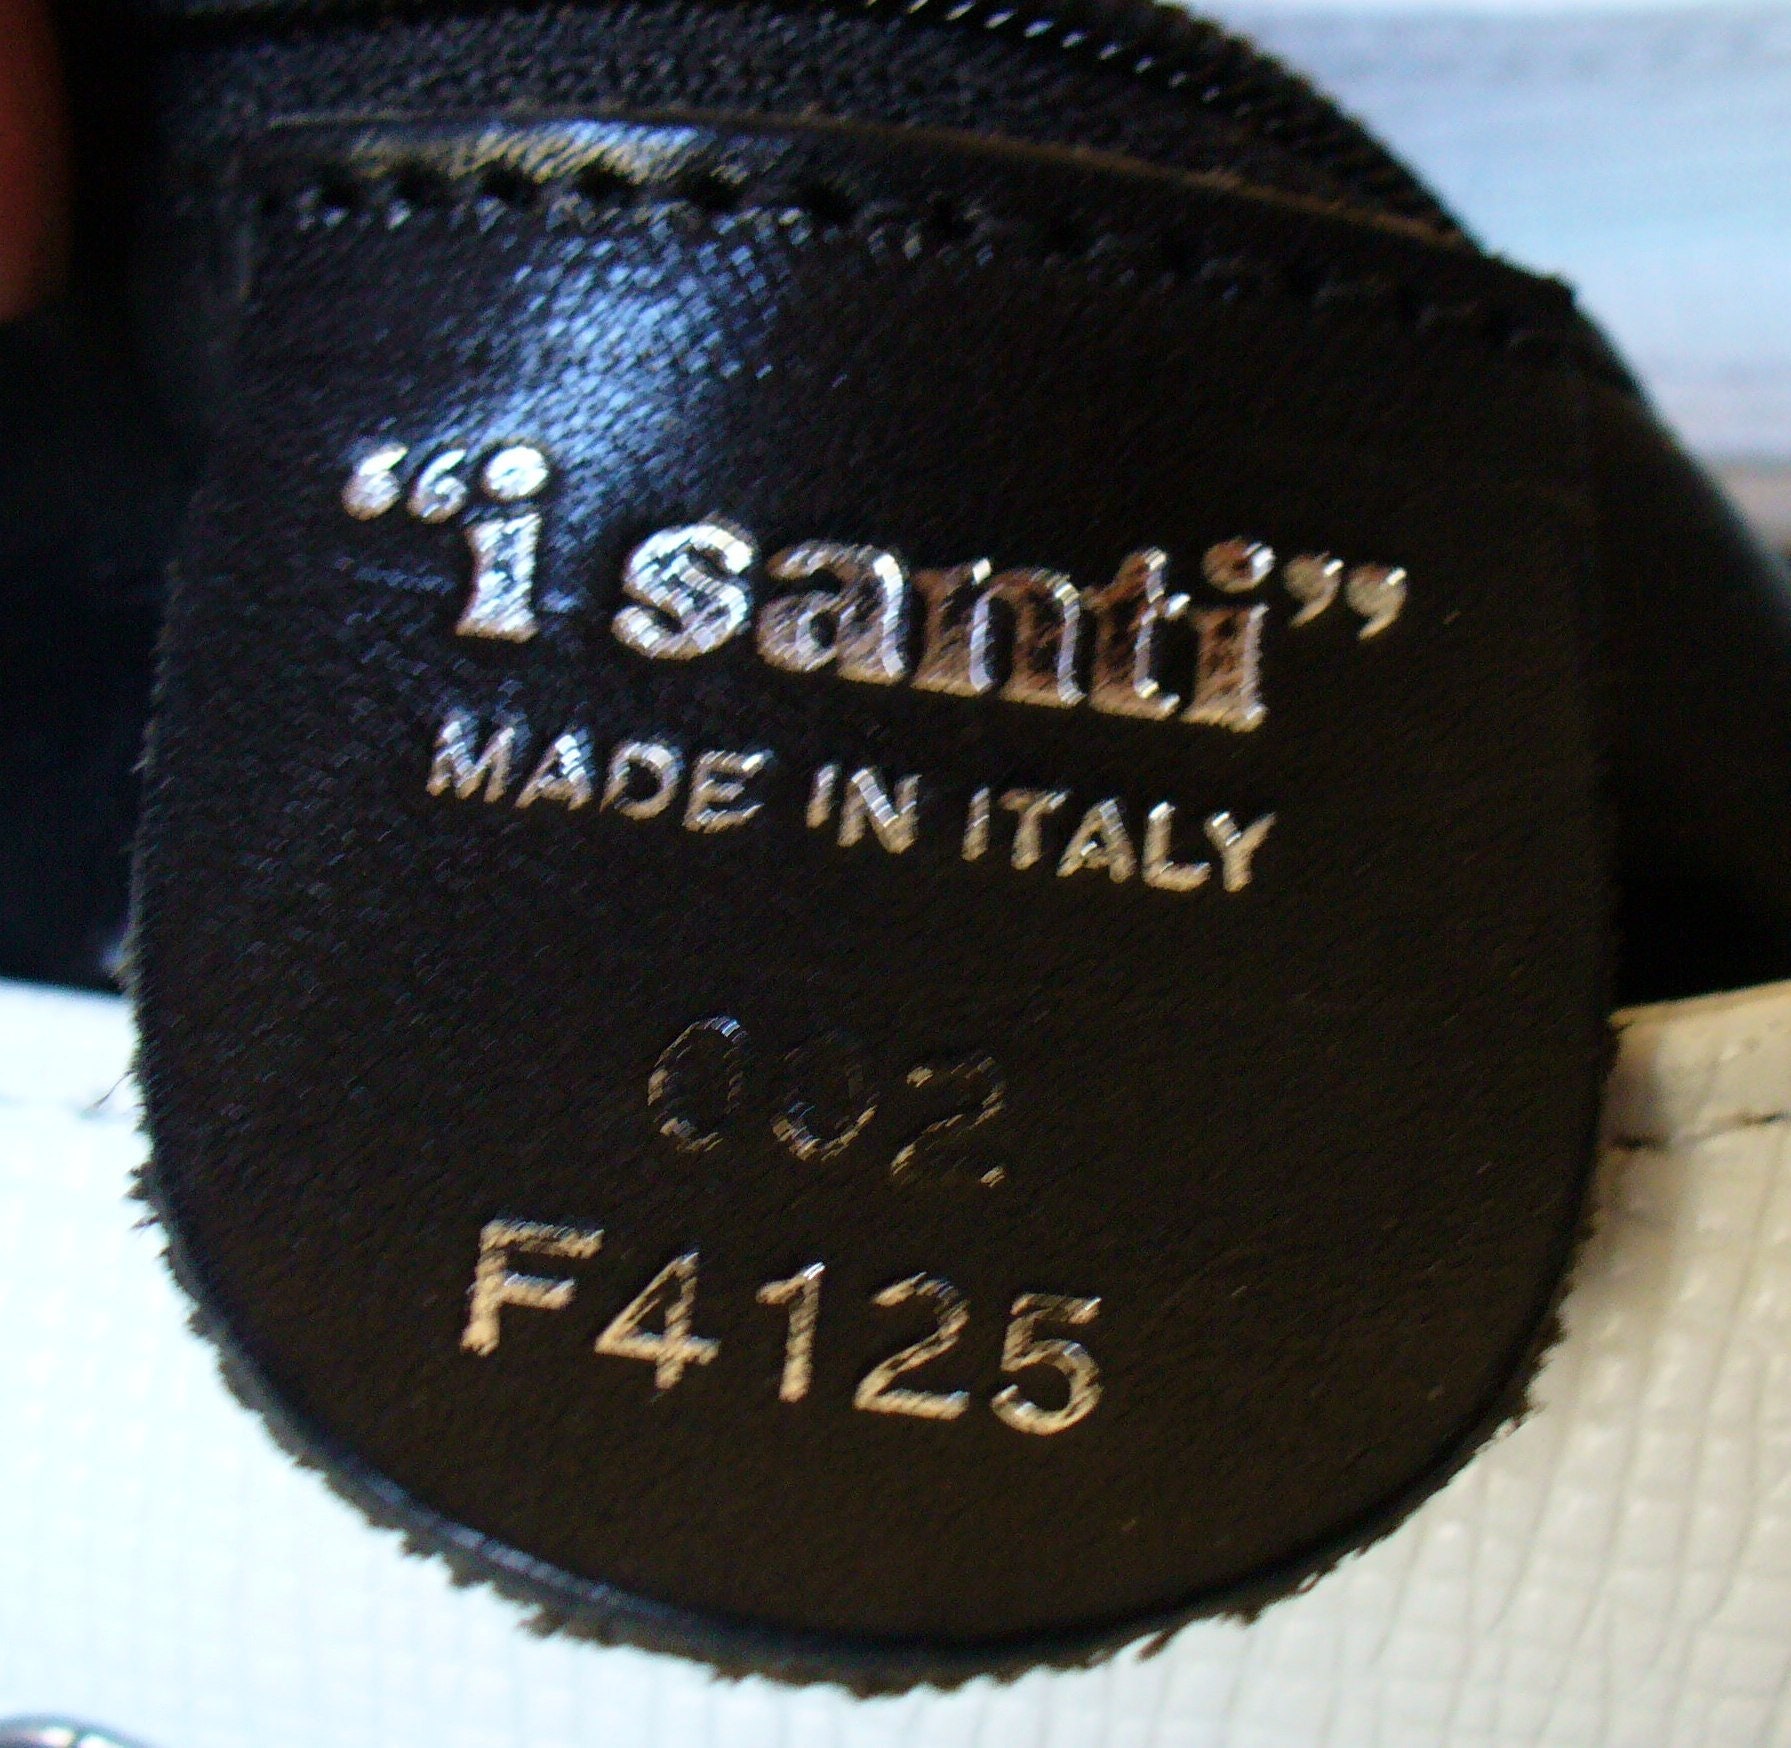 “i santi”
MADE IN ITALY
002
F4125